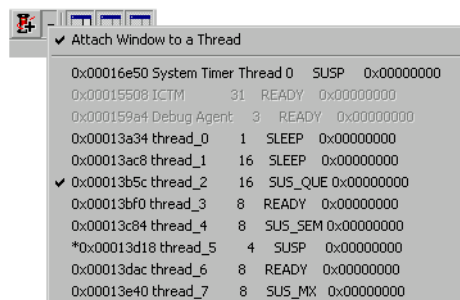 ✔ Attach Window to a Thread
0x00016e50 System Timer Thread 0 SUSP 0x00000000
0x00015508 ICTM 31 READY 0x00000000
0x000159a4 Debug Agent 3 READY 0x00000000
0x00013a34 thread_0 1 SLEEP 0x00000000
0x00013ac8 thread_1 16 SLEEP 0x00000000
✔ 0x00013b5c thread_2 16 SUS_QUE 0x00000000
0x00013bf0 thread_3 8 READY 0x00000000
0x00013c84 thread_4 8 SUS_SEM 0x00000000
*0x00013d18 thread_5 4 SUSP 0x00000000
0x00013dac thread_6 8 READY 0x00000000
0x00013e40 thread_7 8 SUS_MX 0x00000000